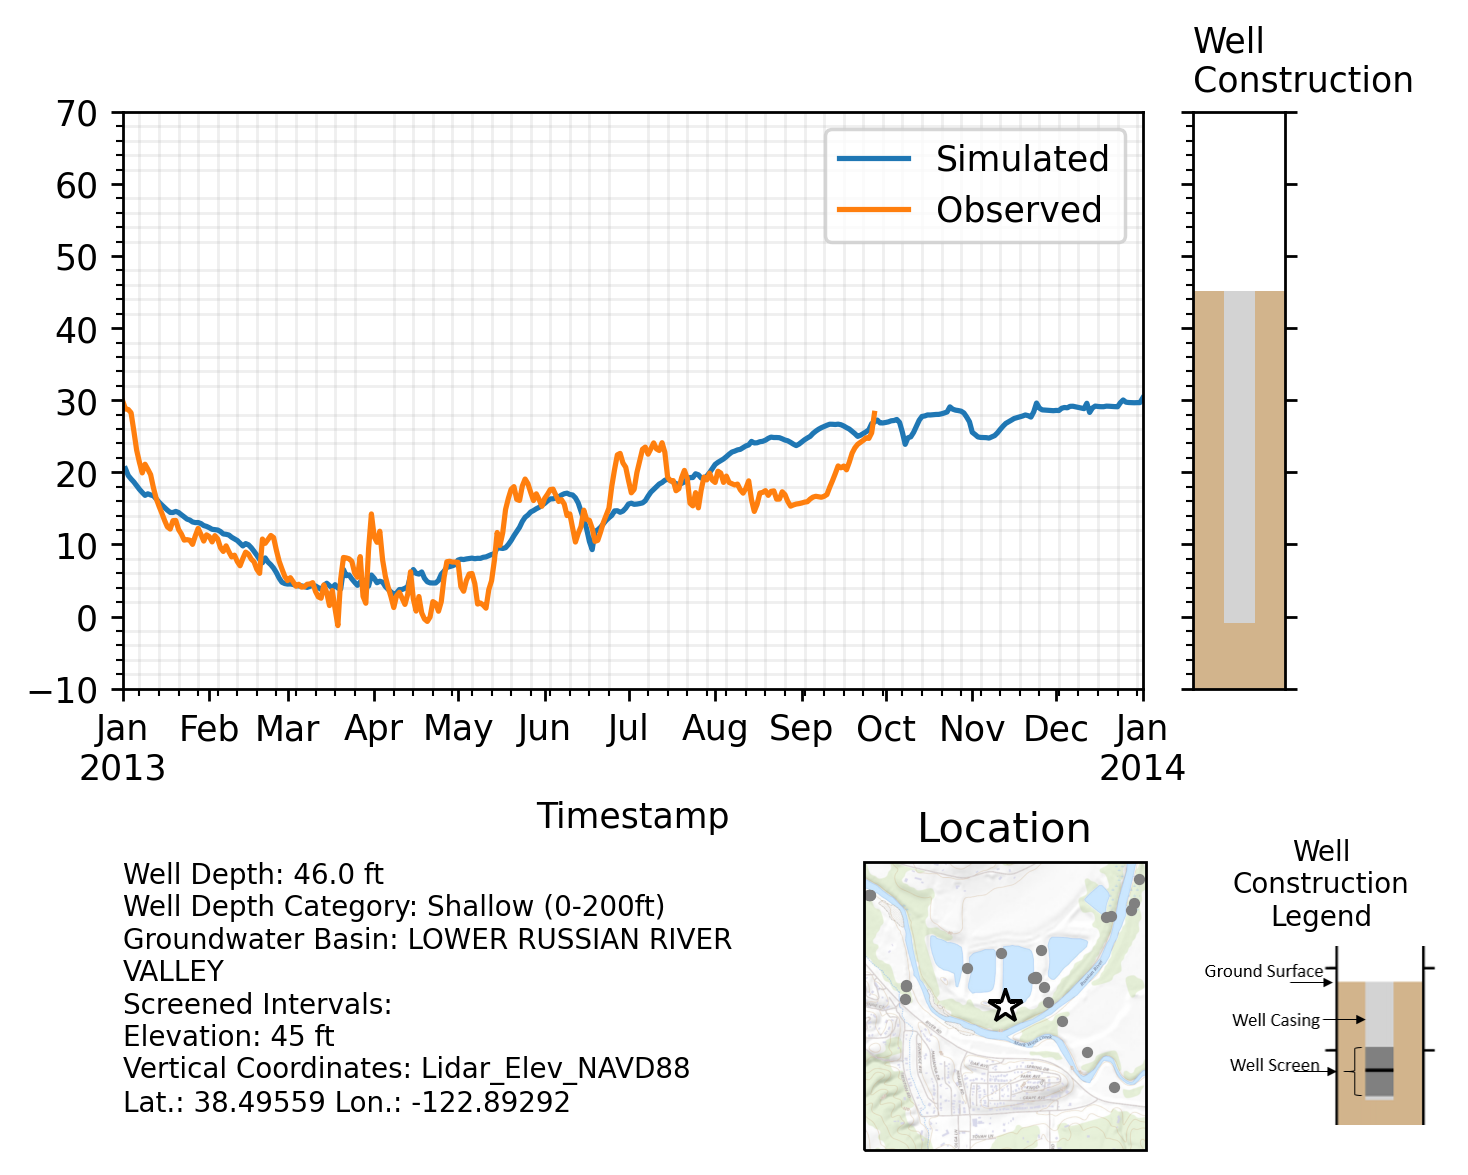 Well
Construction
70
60
50
40
30
20
10
0
−10
Simulated
Observed
Jan Feb Mar Apr May Jun Jul Aug Sep Oct Nov Dec Jan
2013 2014
Timestamp
Well Depth: 46.0 ft
Well Depth Category: Shallow (0-200ft)
Groundwater Basin: LOWER RUSSIAN RIVER
VALLEY
Screened Intervals:
Elevation: 45 ft
Vertical Coordinates: Lidar_Elev_NAVD88
Lat.: 38.49559 Lon.: -122.89292
Location
Well
Construction
Legend
Ground Surface
Well Casing
Well Screen